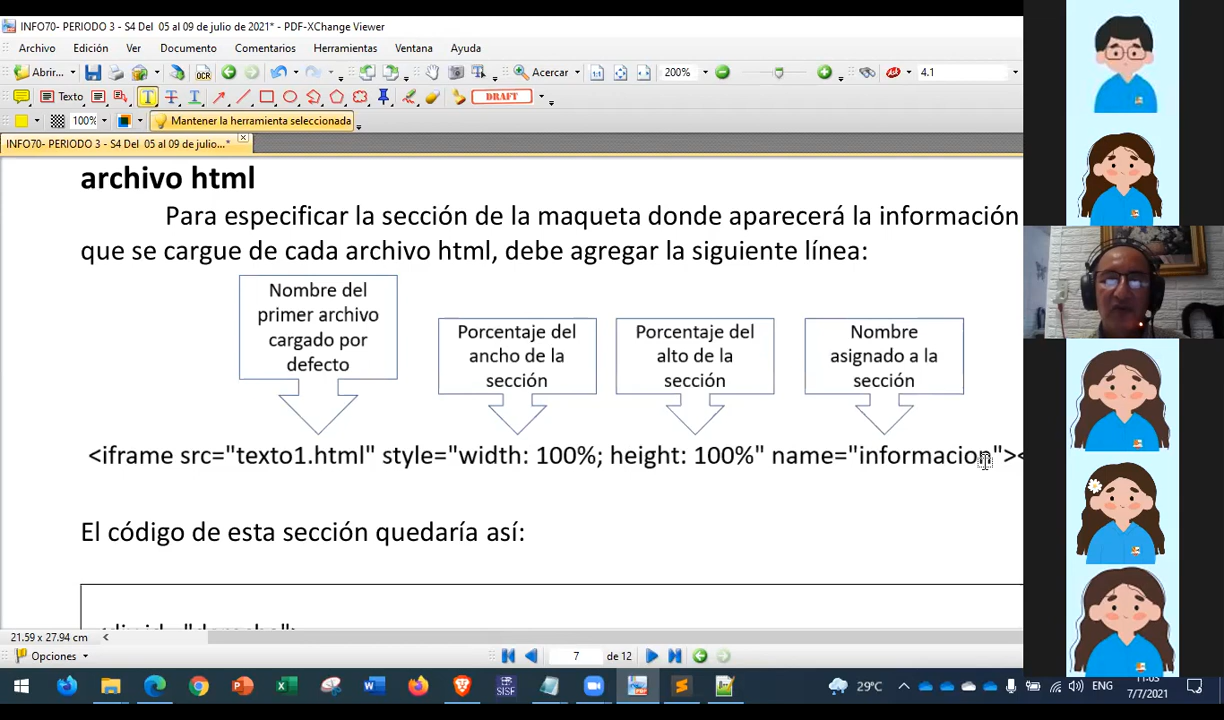 INFO70- PERIODO 3 - S4 Del  05 al 09 de julio de 2021* - PDF-XChange Viewer
Archivo Edición Ver Documento Comentarios Herramientas Ventana Ayuda
Abrir... OCR Acercar 200% 4.1
Texto DRAFT
100% Mantener la herramienta seleccionada
INFO70- PERIODO 3 - S4 Del  05 al 09 de julio...*
archivo html
Para especificar la sección de la maqueta donde aparecerá la información
que se cargue de cada archivo html, debe agregar la siguiente línea:
Nombre del
primer archivo
cargado por
defecto
Porcentaje del
ancho de la
sección
Porcentaje del
alto de la
sección
Nombre
asignado a la
sección
<iframe src="texto1.html" style="width: 100%; height: 100%" name="informacion"><
El código de esta sección quedaría así:
21.59 x 27.94 cm
Opciones 7 de 12
SISF 29°C ENG 11:05
7/7/2021